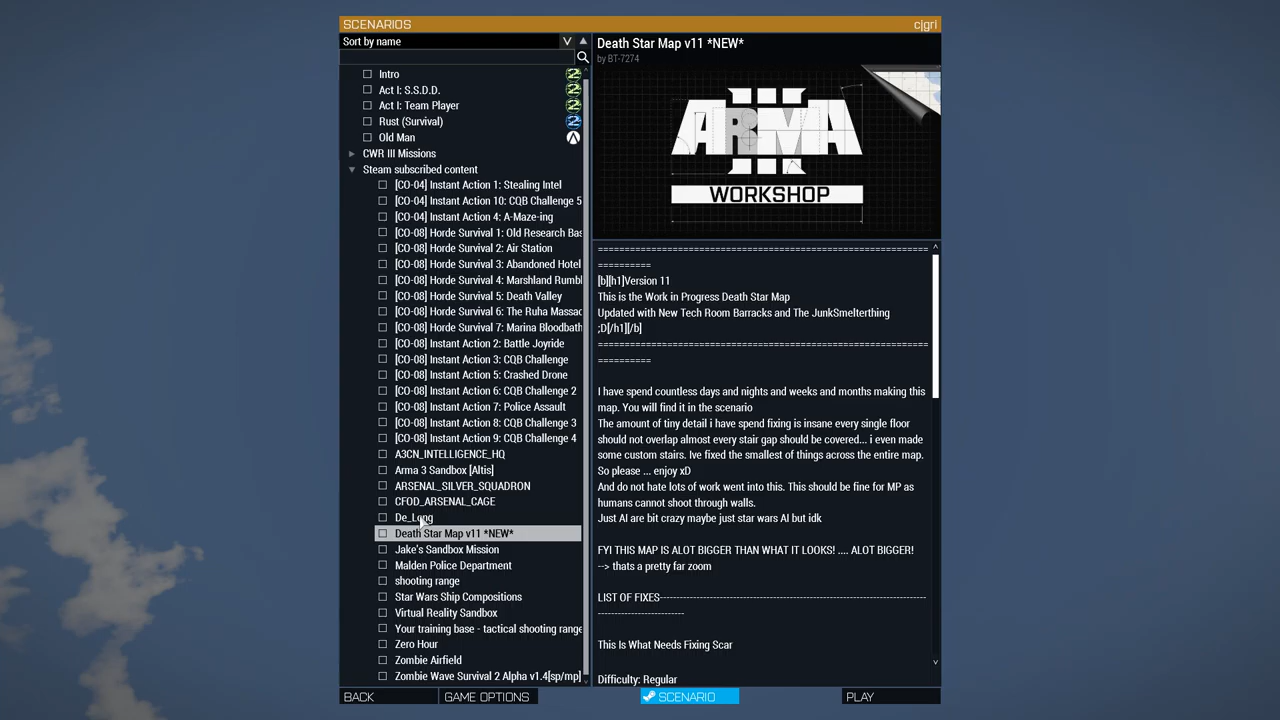 SCENARIOS
c|gri
Sort by name
Intro
Act I: S.S.D.D.
Act I: Team Player
Rust (Survival)
Old Man
CWR III Missions
Steam subscribed content
[CO-04] Instant Action 1: Stealing Intel
[CO-04] Instant Action 10: CQB Challenge 5
[CO-04] Instant Action 4: A-Maze-ing
[CO-08] Horde Survival 1: Old Research Bas
[CO-08] Horde Survival 2: Air Station
[CO-08] Horde Survival 3: Abandoned Hotel
[CO-08] Horde Survival 4: Marshland Rumbl
[CO-08] Horde Survival 5: Death Valley
[CO-08] Horde Survival 6: The Ruha Massac
[CO-08] Horde Survival 7: Marina Bloodbath
[CO-08] Instant Action 2: Battle Joyride
[CO-08] Instant Action 3: CQB Challenge
[CO-08] Instant Action 5: Crashed Drone
[CO-08] Instant Action 6: CQB Challenge 2
[CO-08] Instant Action 7: Police Assault
[CO-08] Instant Action 8: CQB Challenge 3
[CO-08] Instant Action 9: CQB Challenge 4
A3CN_INTELLIGENCE_HQ
Arma 3 Sandbox [Altis]
ARSENAL_SILVER_SQUADRON
CFOD_ARSENAL_CAGE
De_Long
Death Star Map v11 *NEW*
Jake's Sandbox Mission
Malden Police Department
shooting range
Star Wars Ship Compositions
Virtual Reality Sandbox
Your training base - tactical shooting range
Zero Hour
Zombie Airfield
Zombie Wave Survival 2 Alpha v1.4[sp/mp]
Death Star Map v11 *NEW*
by BT-7274
ARMA
III
WORKSHOP
=============================================================
==========
[b][h1]Version 11
This is the Work in Progress Death Star Map
Updated with New Tech Room Barracks and The JunkSmelterthing
;D[/h1][/b]
=============================================================
==========
I have spend countless days and nights and weeks and months making this
map. You will find it in the scenario
The amount of tiny detail i have spend fixing is insane every single floor
should not overlap almost every stair gap should be covered... i even made
some custom stairs. Ive fixed the smallest of things across the entire map.
So please ... enjoy xD
And do not hate lots of work went into this. This should be fine for MP as
humans cannot shoot through walls.
Just AI are bit crazy maybe just star wars AI but idk
FYI THIS MAP IS ALOT BIGGER THAN WHAT IT LOOKS! .... ALOT BIGGER!
--> thats a pretty far zoom
LIST OF FIXES----------------------------------------------------------------
-------------------------
This Is What Needs Fixing Scar
Difficulty: Regular
BACK
GAME OPTIONS
SCENARIO
PLAY